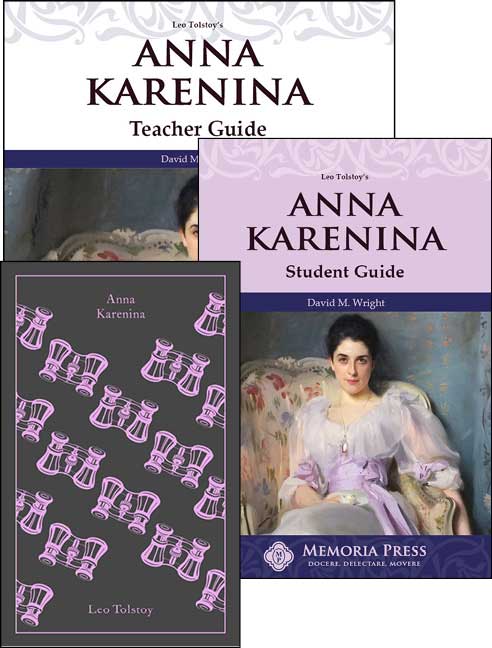 Leo Tolstoy's
ANNA
KARENINA
Teacher Guide
David M.
Leo Tolstoy's
ANNA
KARENINA
Student Guide
David M. Wright
MEMORIA PRESS
DOCERE, DELECTARE, MOVERE
Anna
Karenina
Leo Tolstoy